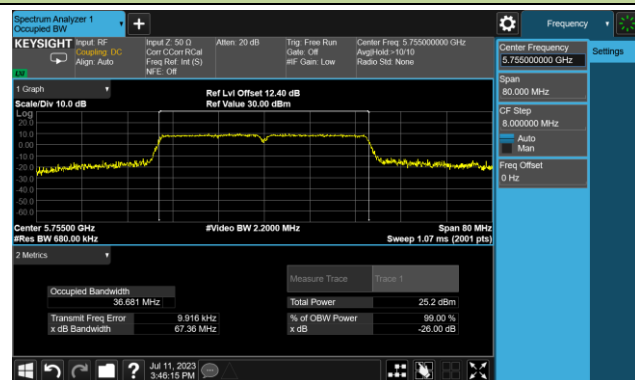 Spectrum Analyzer 1
Occupied BW
+
Frequency
KEYSIGHT
Input: RF
Coupling: DC
Align: Auto
Input Z: 50 Ω
Corr CCorr RCal
Freq Ref: Int (S)
NFE: Off
Atten: 20 dB
Trig: Free Run
Gate: Off
#IF Gain: Low
Center Freq: 5.755000000 GHz
Avg|Hold:>10/10
Radio Std: None
Center Frequency
5.755000000 GHz
Settings
Span
80.000 MHz
CF Step
8.000000 MHz
Auto
Man
Freq Offset
0 Hz
1 Graph
Scale/Div 10.0 dB
Ref Lvl Offset 12.40 dB
Ref Value 30.00 dBm
Log
20.0
10.0
0.00
-10.0
-20.0
-30.0
-40.0
-50.0
-60.0
Center 5.75500 GHz
#Video BW 2.2000 MHz
Span 80 MHz
#Res BW 680.00 kHz
Sweep 1.07 ms (2001 pts)
2 Metrics
Measure Trace
Trace 1
Occupied Bandwidth
36.681 MHz
Total Power
25.2 dBm
Transmit Freq Error
9.916 kHz
% of OBW Power
99.00 %
x dB Bandwidth
67.36 MHz
x dB
-26.00 dB
?
Jul 11, 2023
3:46:15 PM